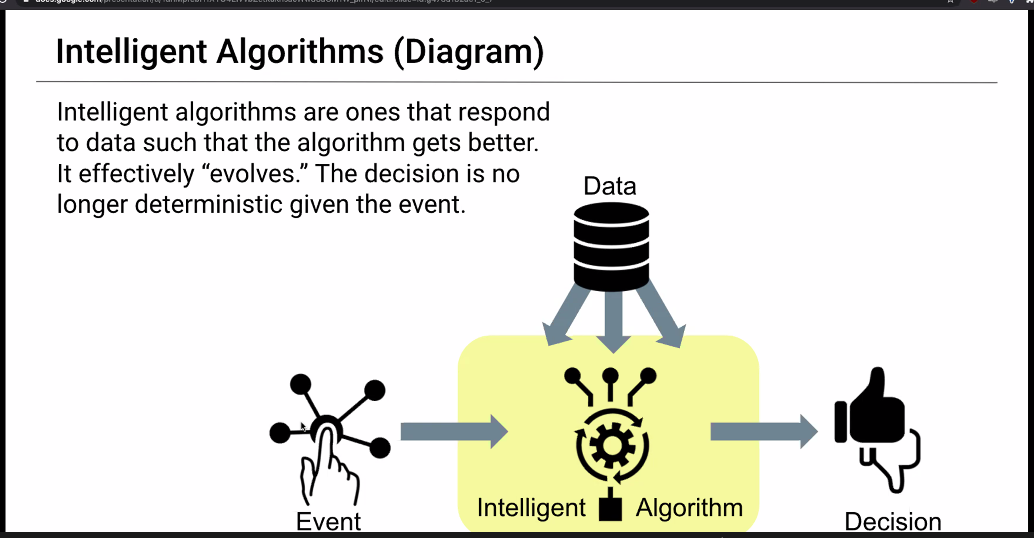 Intelligent Algorithms (Diagram)
Intelligent algorithms are ones that respond
to data such that the algorithm gets better.
It effectively “evolves.” The decision is no
longer deterministic given the event.
Data
Intelligent Algorithm
Event
Decision